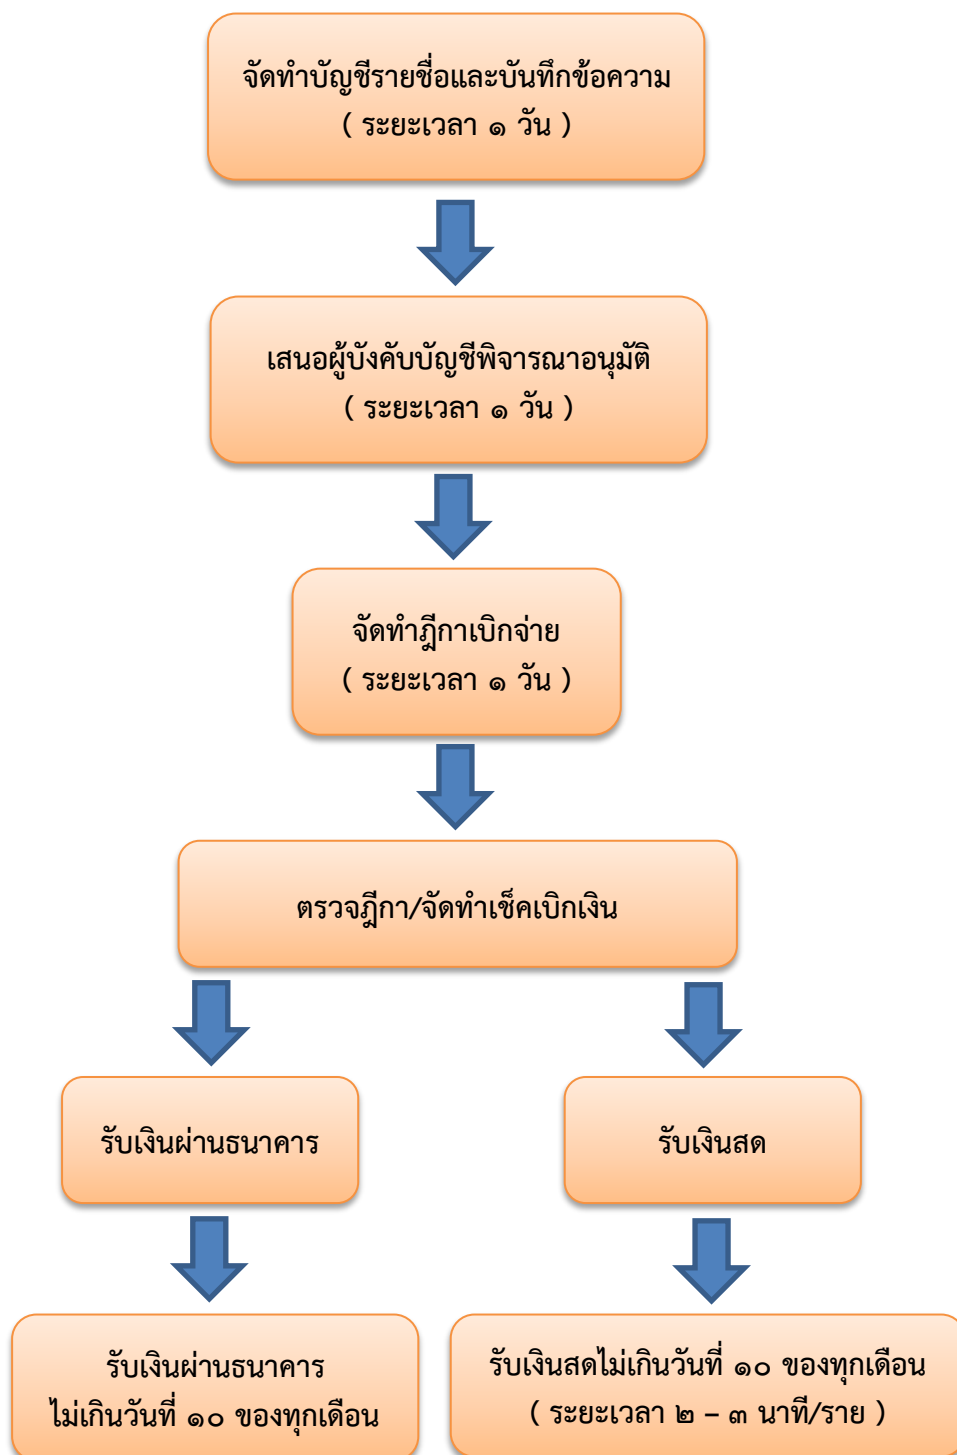 จัดทำบัญชีรายชื่อและบันทึกข้อความ
( ระยะเวลา ๑ วัน )
เสนอผู้บังคับบัญชีพิจารณาอนุมัติ
( ระยะเวลา ๑ วัน )
จัดทำฎีกาเบิกจ่าย
( ระยะเวลา ๑ วัน )
ตรวจฎีกา/จัดทำเช็คเบิกเงิน
รับเงินผ่านธนาคาร
รับเงินสด
รับเงินผ่านธนาคาร
ไม่เกินวันที่ ๑๐ ของทุกเดือน
รับเงินสดไม่เกินวันที่ ๑๐ ของทุกเดือน
( ระยะเวลา ๒ – ๓ นาที/ราย )